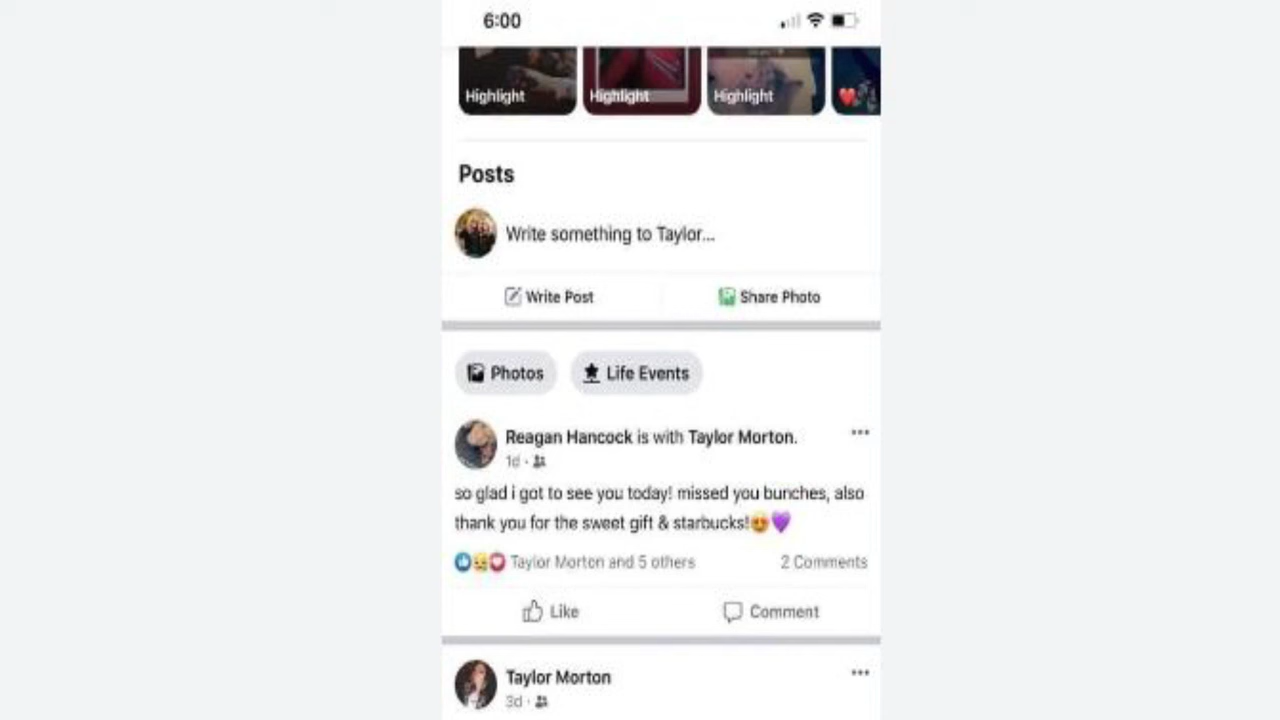 6:00
Highlight Highlight Highlight
Posts
Write something to Taylor...
Write Post Share Photo
Photos Life Events
Reagan Hancock is with Taylor Morton.
1d ·
so glad i got to see you today! missed you bunches, also
thank you for the sweet gift & starbucks!😍💜
Taylor Morton and 5 others 2 Comments
Like Comment
Taylor Morton
3d ·